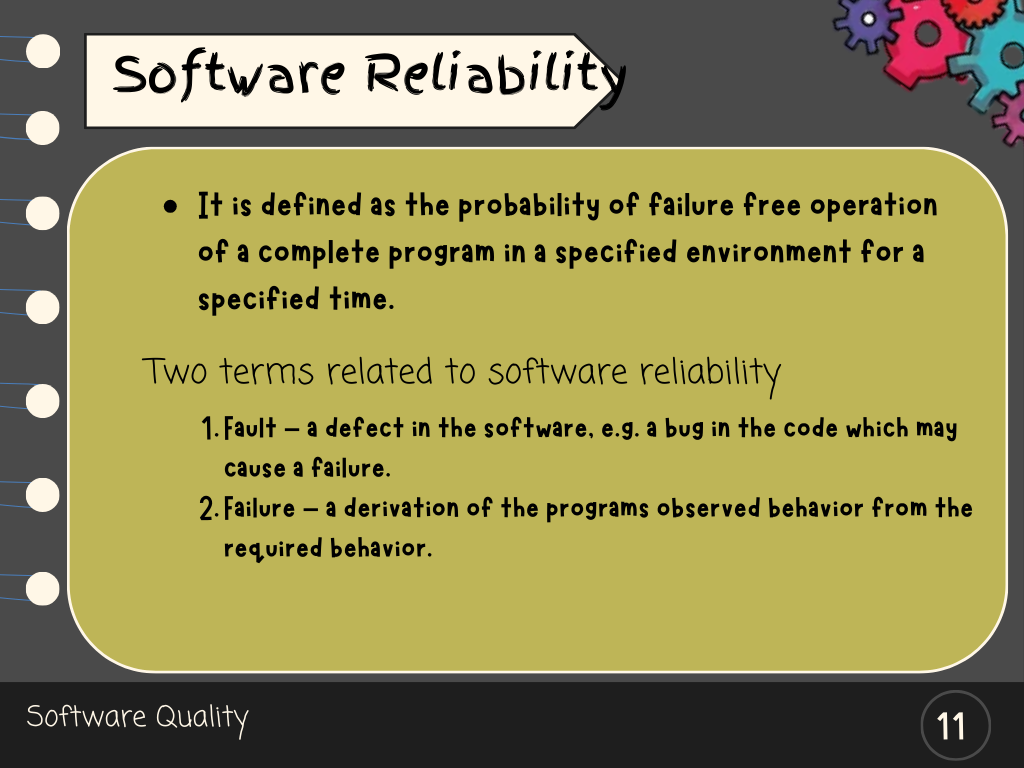 Software Reliability
• It is defined as the probability of failure free operation
of a complete program in a specified environment for a
specified time.
Two terms related to software reliability
1. Fault – a defect in the software, e.g. a bug in the code which may
cause a failure.
2. Failure – a derivation of the programs observed behavior from the
required behavior.
Software Quality
11